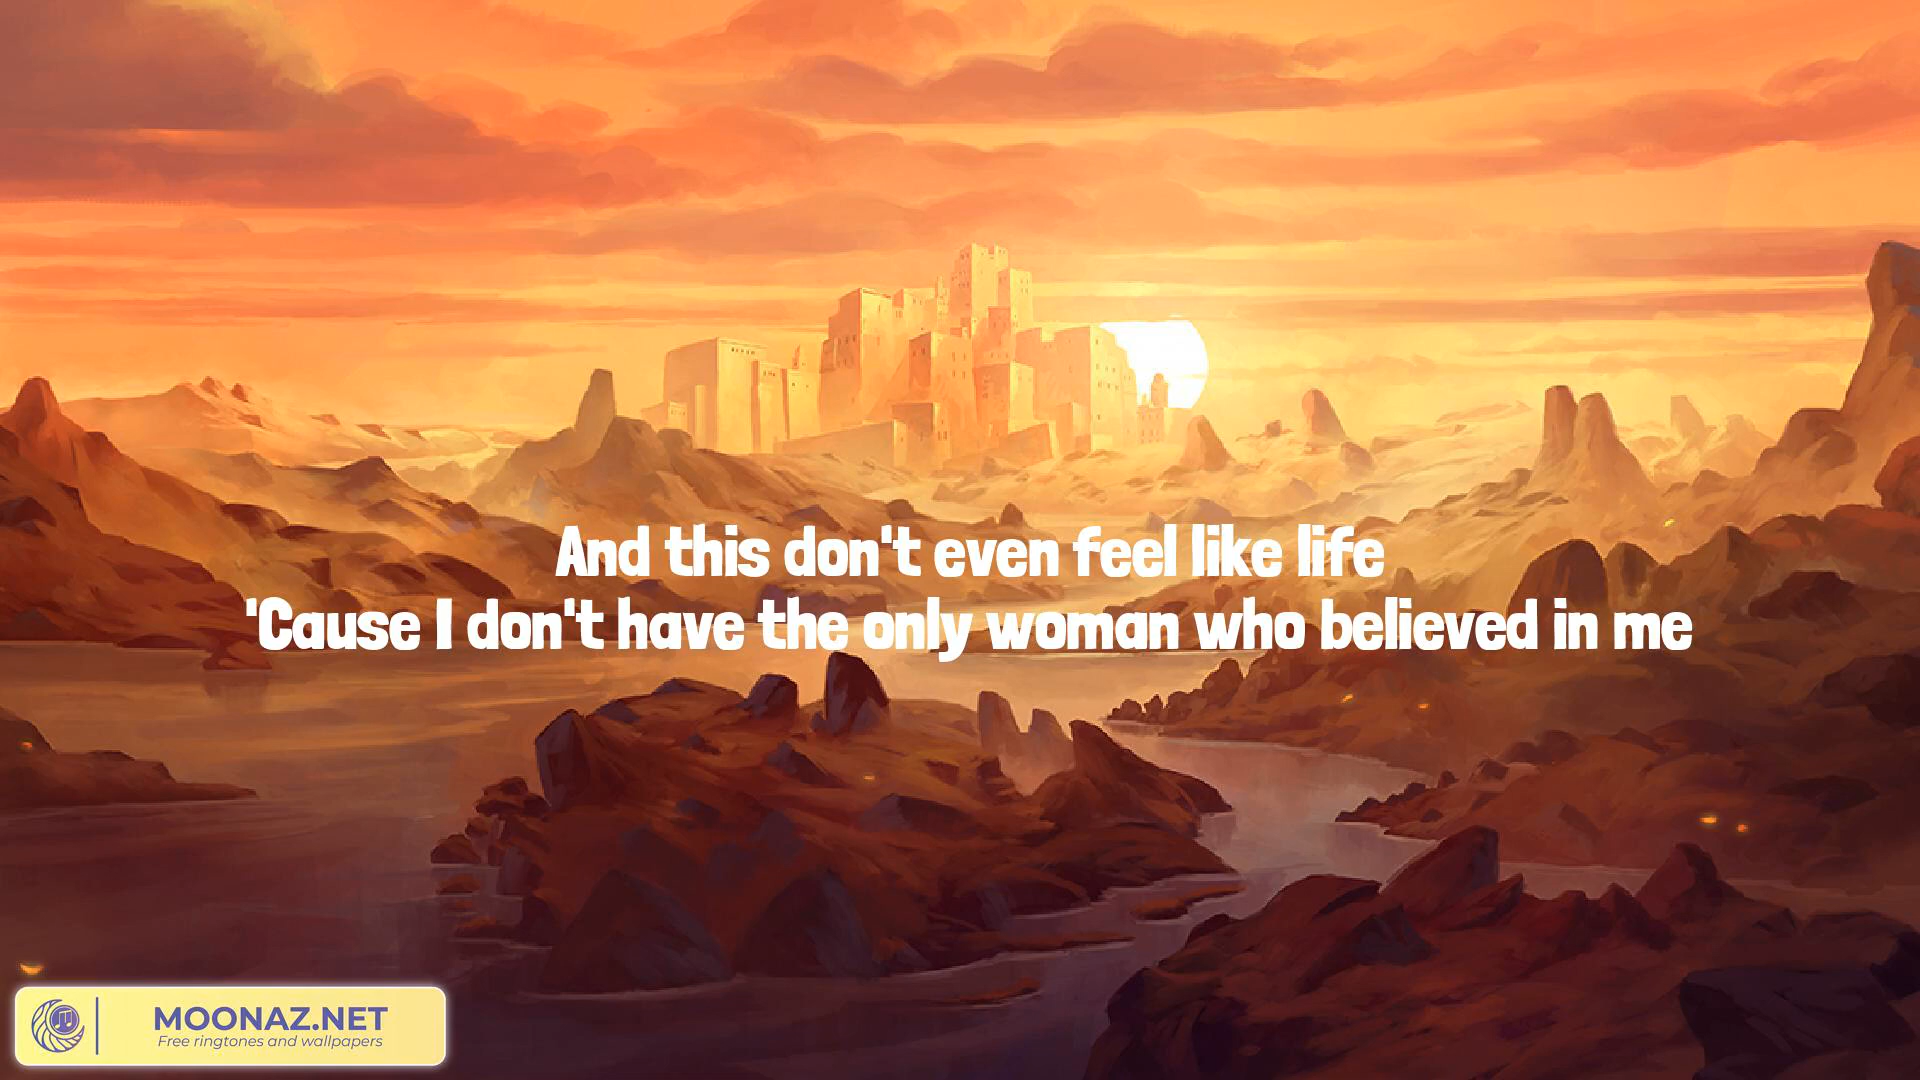 And this don't even feel like life
'Cause I don't have the only woman who believed in me
MOONAZ.NET
Free ringtones and wallpapers